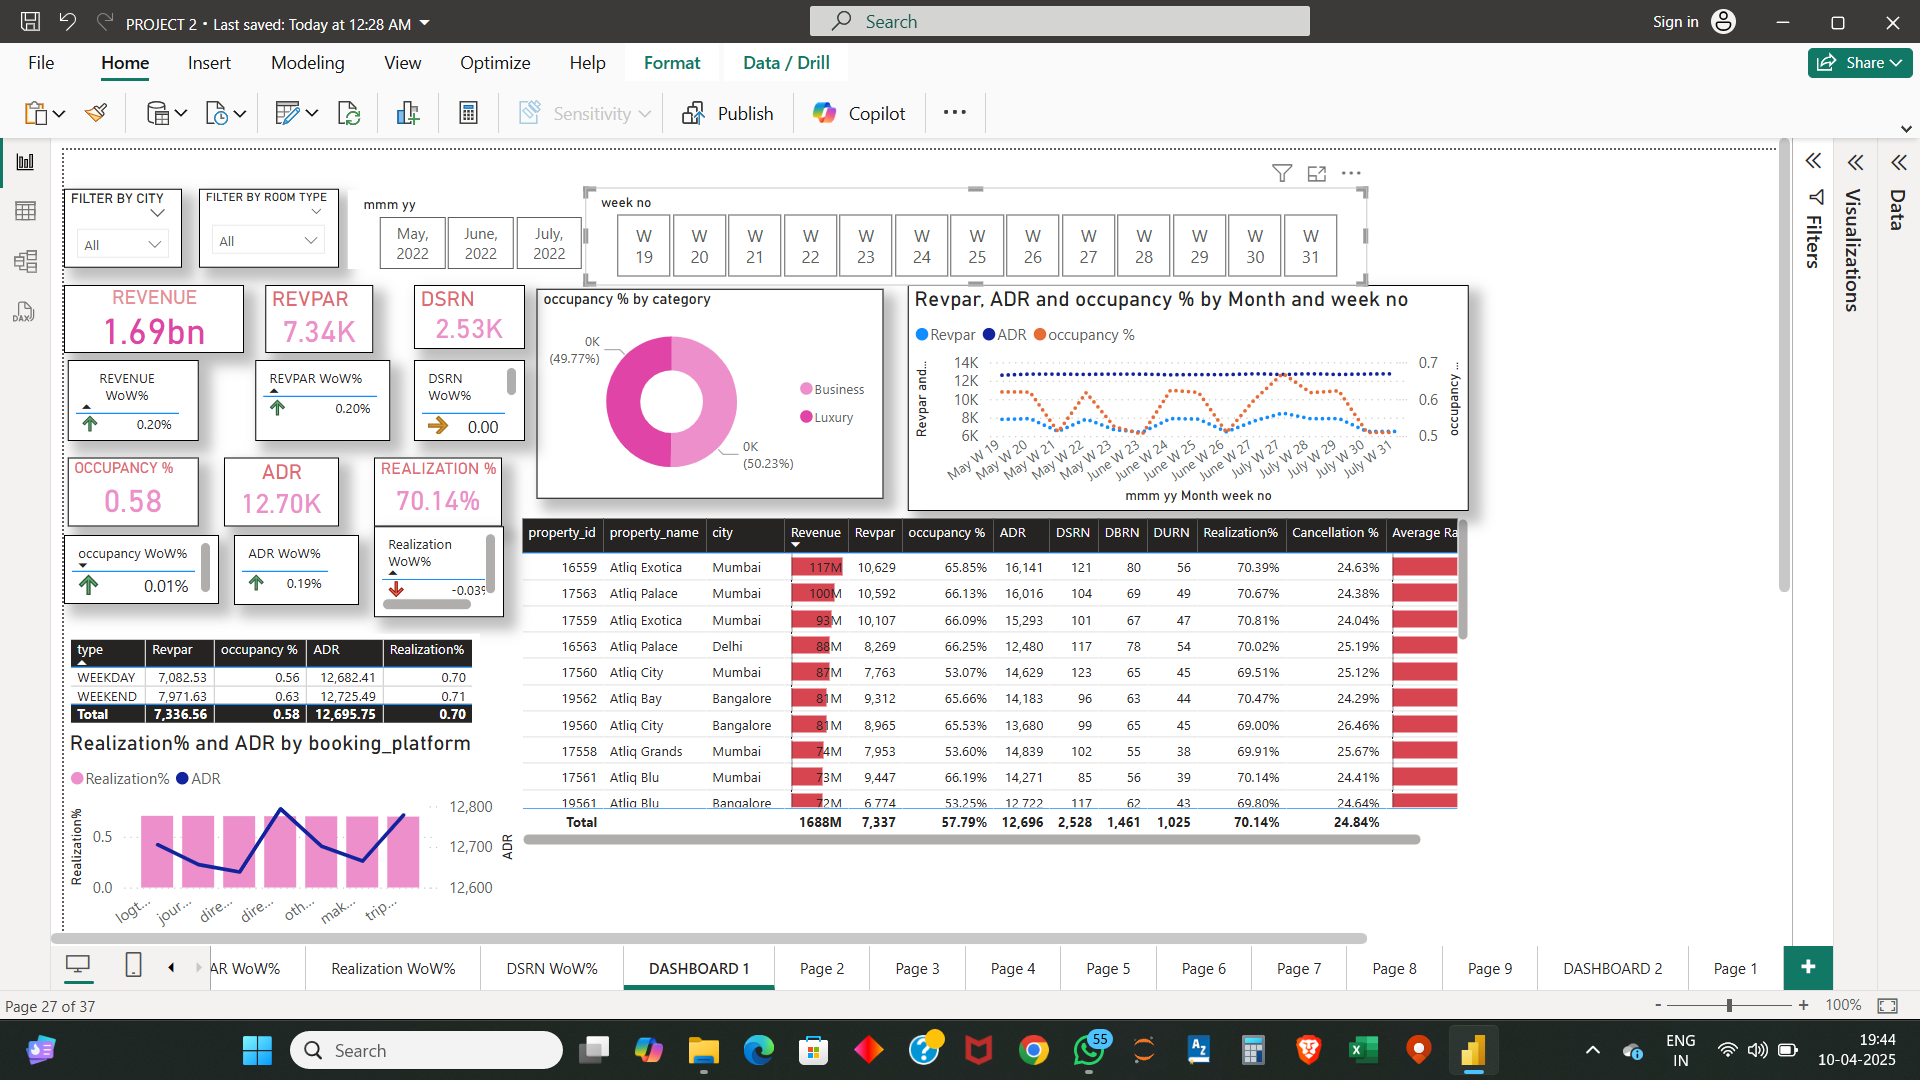 PROJECT 2 • Last saved: Today at 12:28 AM
Search
Sign in
File
Home
Insert
Modeling
View
Optimize
Help
Format
Data / Drill
Share
Sensitivity
Publish
Copilot
DAX
FILTER BY CITY
All
FILTER BY ROOM TYPE
All
mmm yy
May, 2022
June, 2022
July, 2022
week no
W 19
W 20
W 21
W 22
W 23
W 24
W 25
W 26
W 27
W 28
W 29
W 30
W 31
Filters
Visualizations
Data
REVENUE
1.69bn
REVPAR
7.34K
DSRN
2.53K
REVENUE WoW%
0.20%
REVPAR WoW%
0.20%
DSRN WoW%
0.00
OCCUPANCY %
0.58
ADR
12.70K
REALIZATION %
70.14%
occupancy WoW%
0.01%
ADR WoW%
0.19%
Realization WoW%
-0.03%
occupancy % by category
0K
(49.77%)
0K
(50.23%)
Business
Luxury
Revpar, ADR and occupancy % by Month and week no
Revpar ADR occupancy %
Revpar and...
14K
12K
10K
8K
6K
0.7
0.6
0.5
occupancy ...
May W 19
May W 20
May W 21
May W 22
May W 23
June W 23
June W 24
June W 25
June W 26
June W 27
July W 27
July W 28
July W 29
July W 30
July W 31
mmm yy Month week no
property_id property_name city Revenue Revpar occupancy % ADR DSRN DBRN DURN Realization% Cancellation % Average Ra
16559 Atliq Exotica Mumbai 117M 10,629 65.85% 16,141 121 80 56 70.39% 24.63%
17563 Atliq Palace Mumbai 100M 10,592 66.13% 16,016 104 69 49 70.67% 24.38%
17559 Atliq Exotica Mumbai 93M 10,107 66.09% 15,293 101 67 47 70.81% 24.04%
16563 Atliq Palace Delhi 88M 8,269 66.25% 12,480 117 78 54 70.02% 25.19%
17560 Atliq City Mumbai 87M 7,763 53.07% 14,629 123 65 45 69.51% 25.12%
19562 Atliq Bay Bangalore 81M 9,312 65.66% 14,183 96 63 44 70.47% 24.29%
19560 Atliq City Bangalore 81M 8,965 65.53% 13,680 99 65 45 69.00% 26.46%
17558 Atliq Grands Mumbai 74M 7,953 53.60% 14,839 102 55 38 69.91% 25.67%
17561 Atliq Blu Mumbai 73M 9,447 66.19% 14,271 85 56 39 70.14% 24.41%
19561 Atliq Blu Bangalore 72M 6,774 53.25% 12,722 117 62 43 69.80% 24.64%
Total 1688M 7,337 57.79% 12,696 2,528 1,461 1,025 70.14% 24.84%
type Revpar occupancy % ADR Realization%
WEEKDAY 7,082.53 0.56 12,682.41 0.70
WEEKEND 7,971.63 0.63 12,725.49 0.71
Total 7,336.56 0.58 12,695.75 0.70
Realization% and ADR by booking_platform
Realization% ADR
Realization%
0.5
0.0
12,800
12,700
12,600
ADR
logt...
jour...
dire...
dire...
oth...
mak...
trip...
AR WoW%
Realization WoW%
DSRN WoW%
DASHBOARD 1
Page 2
Page 3
Page 4
Page 5
Page 6
Page 7
Page 8
Page 9
DASHBOARD 2
Page 1
+
Page 27 of 37
- + 100%
Search
55
ENG
IN
19:44
10-04-2025